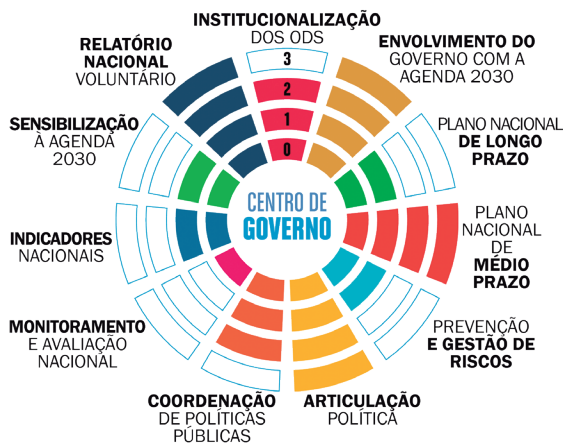 INSTITUCIONALIZAÇÃO
DOS ODS
3
2
1
0
ENVOLVIMENTO DO
GOVERNO COM A
AGENDA 2030
PLANO NACIONAL
DE LONGO
PRAZO
PLANO
NACIONAL
DE
MÉDIO
PRAZO
PREVENÇÃO
E GESTÃO DE
RISCOS
ARTICULAÇÃO
POLÍTICA
COORDENAÇÃO
DE POLÍTICAS
PÚBLICAS
MONITORAMENTO
E AVALIAÇÃO
NACIONAL
INDICADORES
NACIONAIS
SENSIBILIZAÇÃO
À AGENDA
2030
RELATÓRIO
NACIONAL
VOLUNTÁRIO
CENTRO DE
GOVERNO